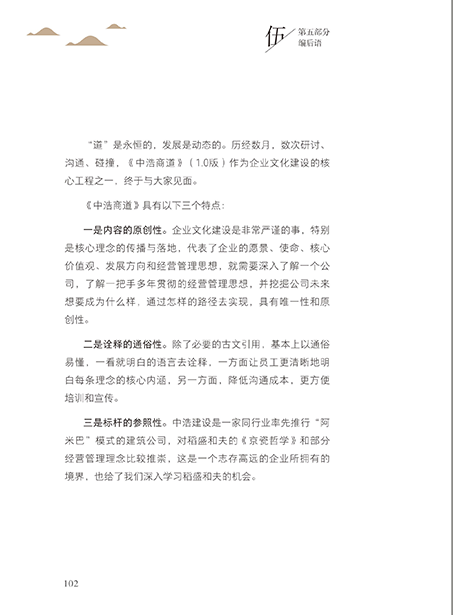 伍
第五部分
编后语
“道”是永恒的，发展是动态的。历经数月，数次研讨、
沟通、碰撞，《中浩商道》（1.0版）作为企业文化建设的核
心工程之一，终于与大家见面。
《中浩商道》具有以下三个特点：
一是内容的原创性。企业文化建设是非常严谨的事，特别
是核心理念的传播与落地，代表了企业的愿景、使命、核心
价值观、发展方向和经营管理思想，就需要深入了解一个公
司，了解一把手多年贯彻的经营管理思想，并挖掘公司未来
想要成为什么样，通过怎样的路径去实现，具有唯一性和原
创性。
二是诠释的通俗性。除了必要的古文引用，基本上以通俗
易懂，一看就明白的语言去诠释，一方面让员工更清晰地明
白每条理念的核心内涵，另一方面，降低沟通成本，更方便
培训和宣传。
三是标杆的参照性。中浩建设是一家同行业率先推行“阿
米巴”模式的建筑公司，对稻盛和夫的《京瓷哲学》和部分
经营管理理念比较推崇，这是一个志存高远的企业所拥有的
境界，也给了我们深入学习稻盛和夫的机会。
102